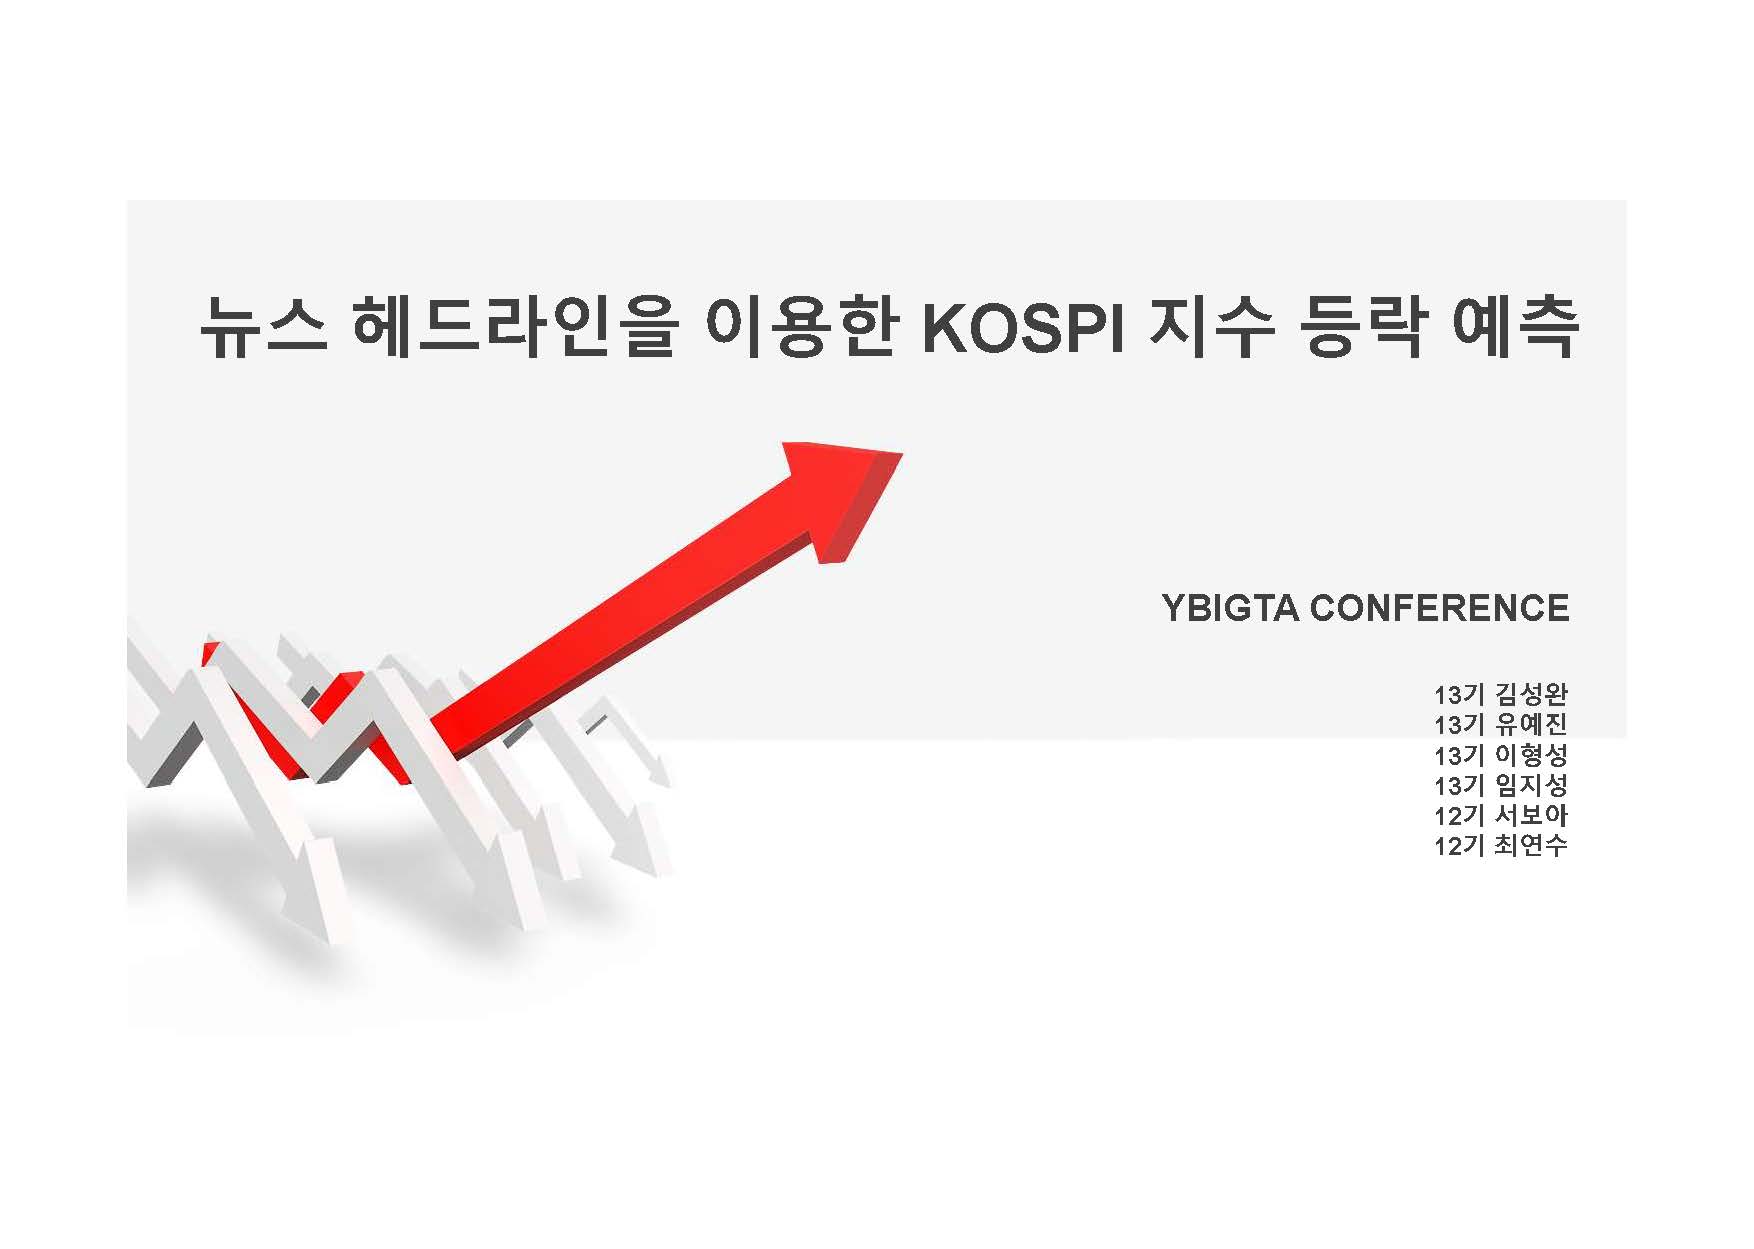 뉴스 헤드라인을 이용한 KOSPI 지수 등락 예측
YBIGTA CONFERENCE
13기 김성완
13기 유예진
13기 이형성
13기 임지성
12기 서보아
12기 최연수